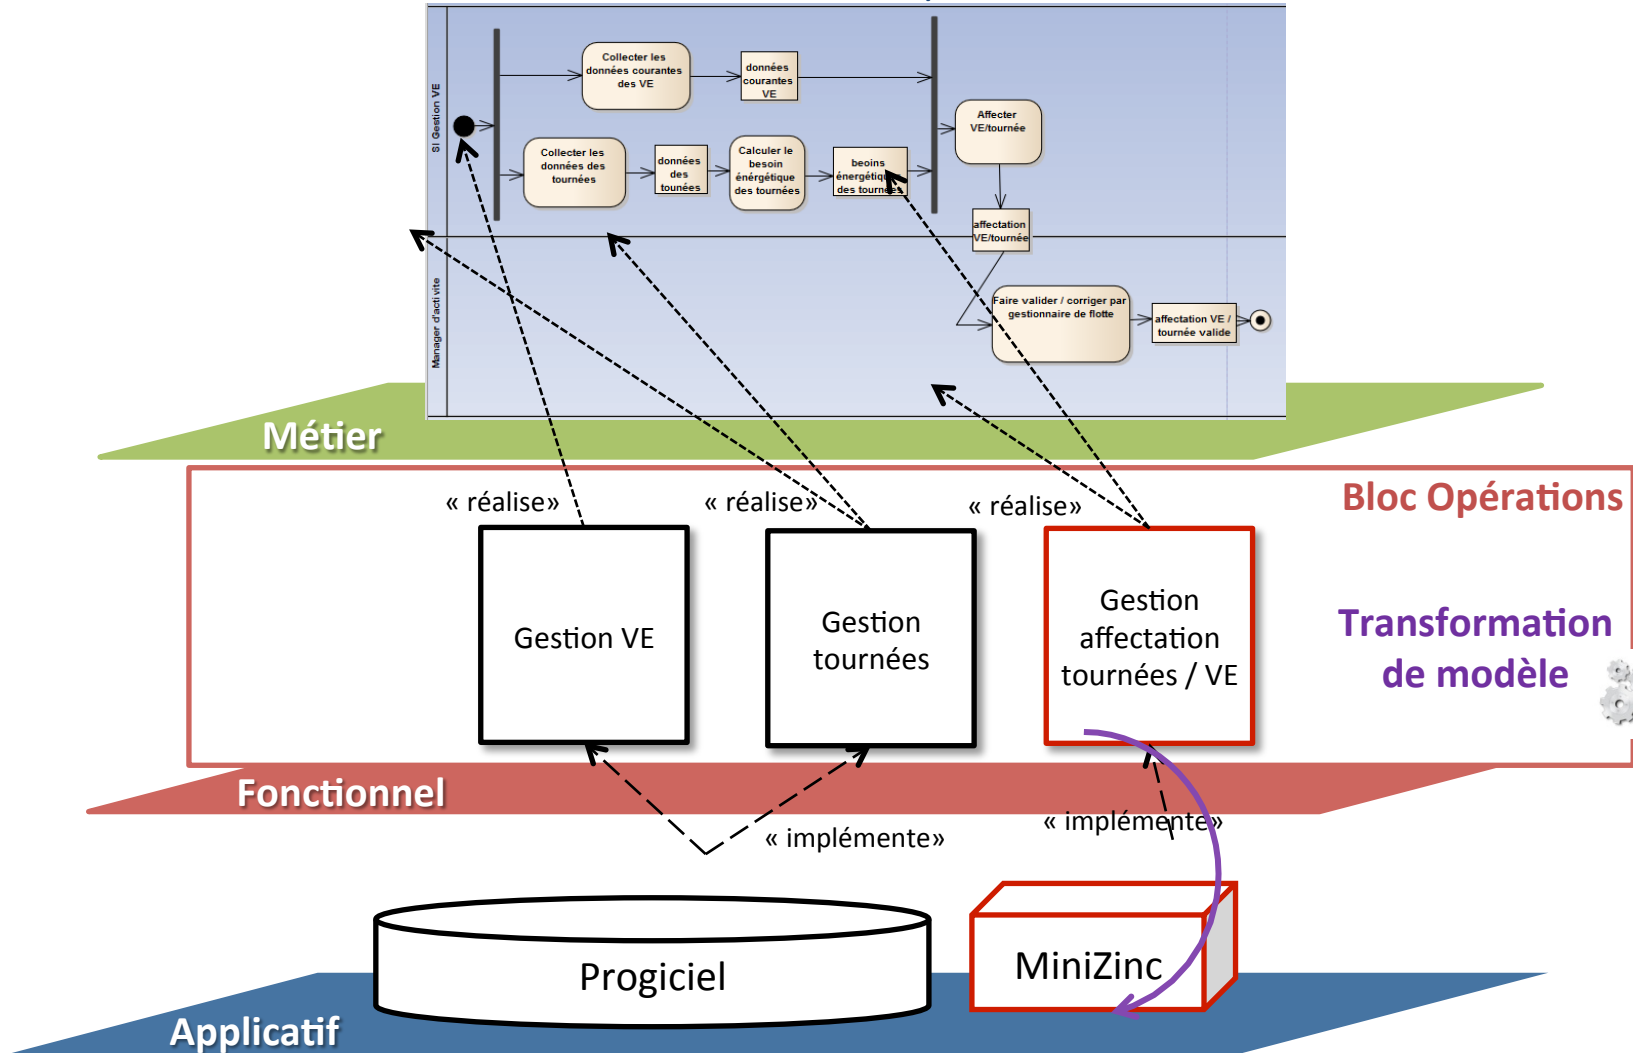 SI Gestion VE
Collecter les
données courantes
des VE
données
courantes
VE
Collecter les
données des
tournées
données
des
tounées
Calculer le
besoin
énérgétique
des tournées
beoins
énergétique
des tournées
Affecter
VE/tournée
affectation
VE/tournée
Manager d'activite
Faire valider / corriger par
gestionnaire de flotte
affectation VE /
tournée valide
Métier
« réalise»
« réalise»
« réalise»
Bloc Opérations
Gestion VE
Gestion
tournées
Gestion
affectation
tournées / VE
Transformation
de modèle
Fonctionnel
« implémente»
« implémente»
Progiciel
MiniZinc
Applicatif